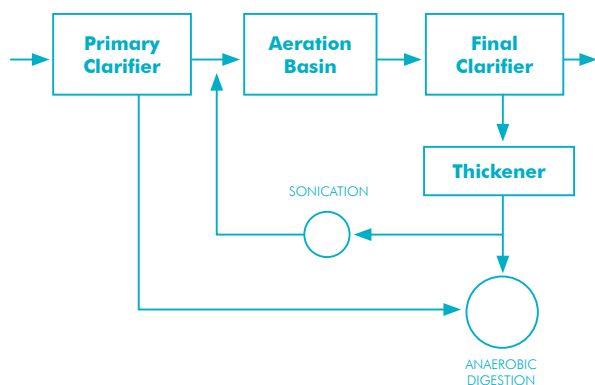 Primary
Clarifier
Aeration
Basin
Final
Clarifier
Thickener
SONICATION
ANAEROBIC
DIGESTION